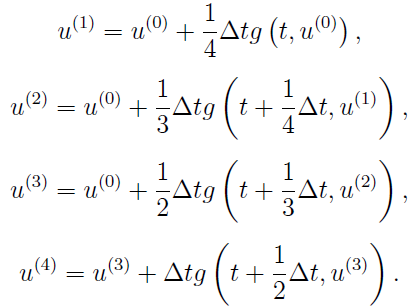 u^{(1)} = u^{(0)} + \frac{1}{4}\Delta t g\left(t, u^{(0)}\right),
u^{(2)} = u^{(0)} + \frac{1}{3}\Delta t g\left(t + \frac{1}{4}\Delta t, u^{(1)}\right),
u^{(3)} = u^{(0)} + \frac{1}{2}\Delta t g\left(t + \frac{1}{3}\Delta t, u^{(2)}\right),
u^{(4)} = u^{(3)} + \Delta t g\left(t + \frac{1}{2}\Delta t, u^{(3)}\right).